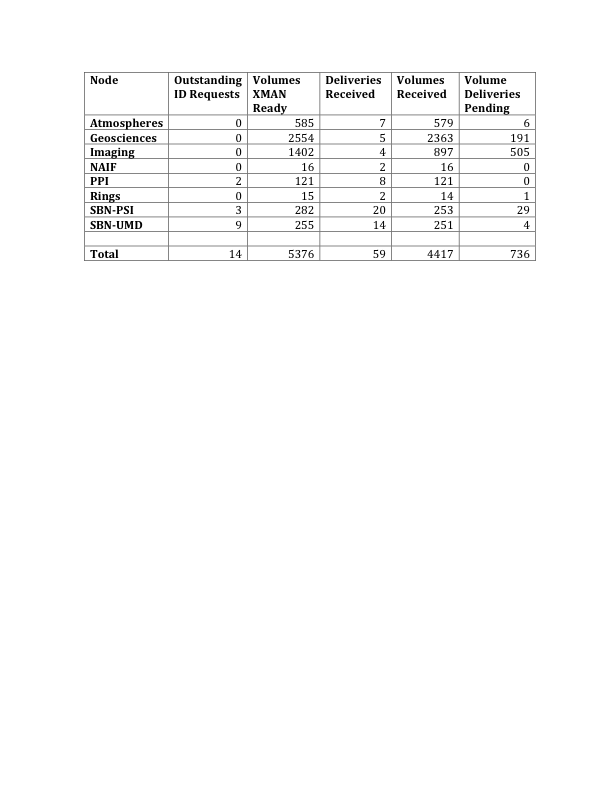 Node Outstanding ID Requests Volumes XMAN Ready Deliveries Received Volumes Received Volume Deliveries Pending
Atmospheres 0 585 7 579 6
Geosciences 0 2554 5 2363 191
Imaging 0 1402 4 897 505
NAIF 0 16 2 16 0
PPI 2 121 8 121 0
Rings 0 15 2 14 1
SBN-PSI 3 282 20 253 29
SBN-UMD 9 255 14 251 4
Total 14 5376 59 4417 736